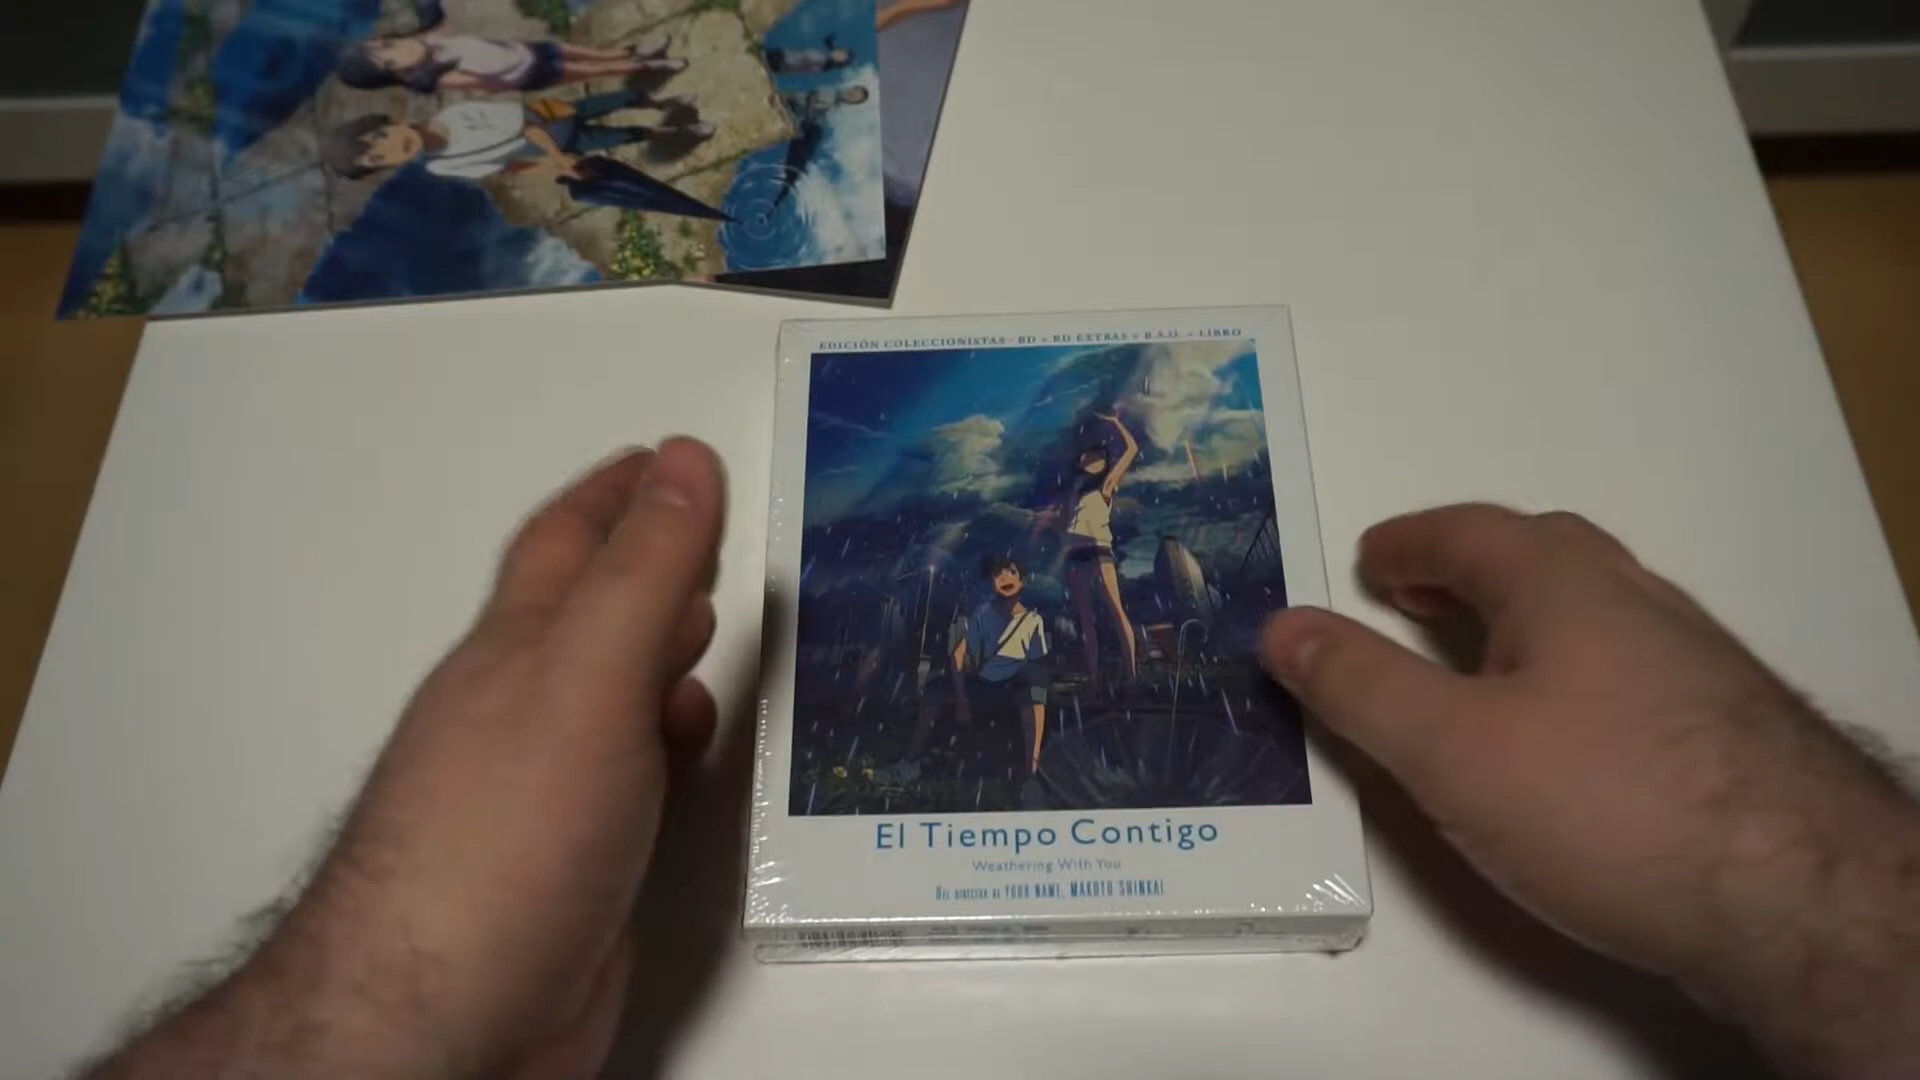 EDICIÓN COLECCIONISTAS · BD + BD EXTRAS + B.S.O. + LIBRO
El Tiempo Contigo
Weathering With You
DEL DIRECTOR DE YOUR NAME, MAKOTO SHINKAI